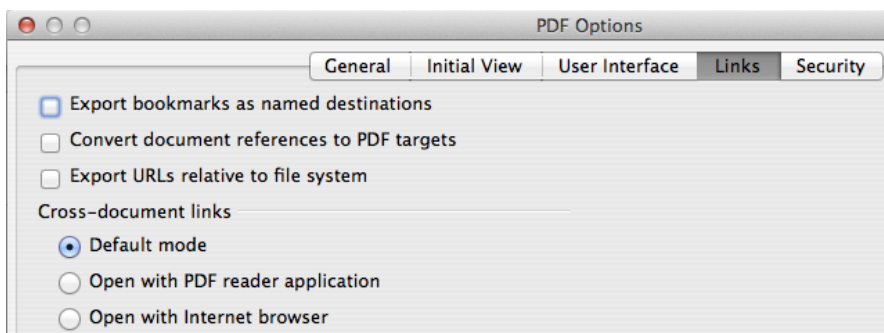 PDF Options
General Initial View User Interface Links Security
Export bookmarks as named destinations
Convert document references to PDF targets
Export URLs relative to file system
Cross-document links
Default mode
Open with PDF reader application
Open with Internet browser